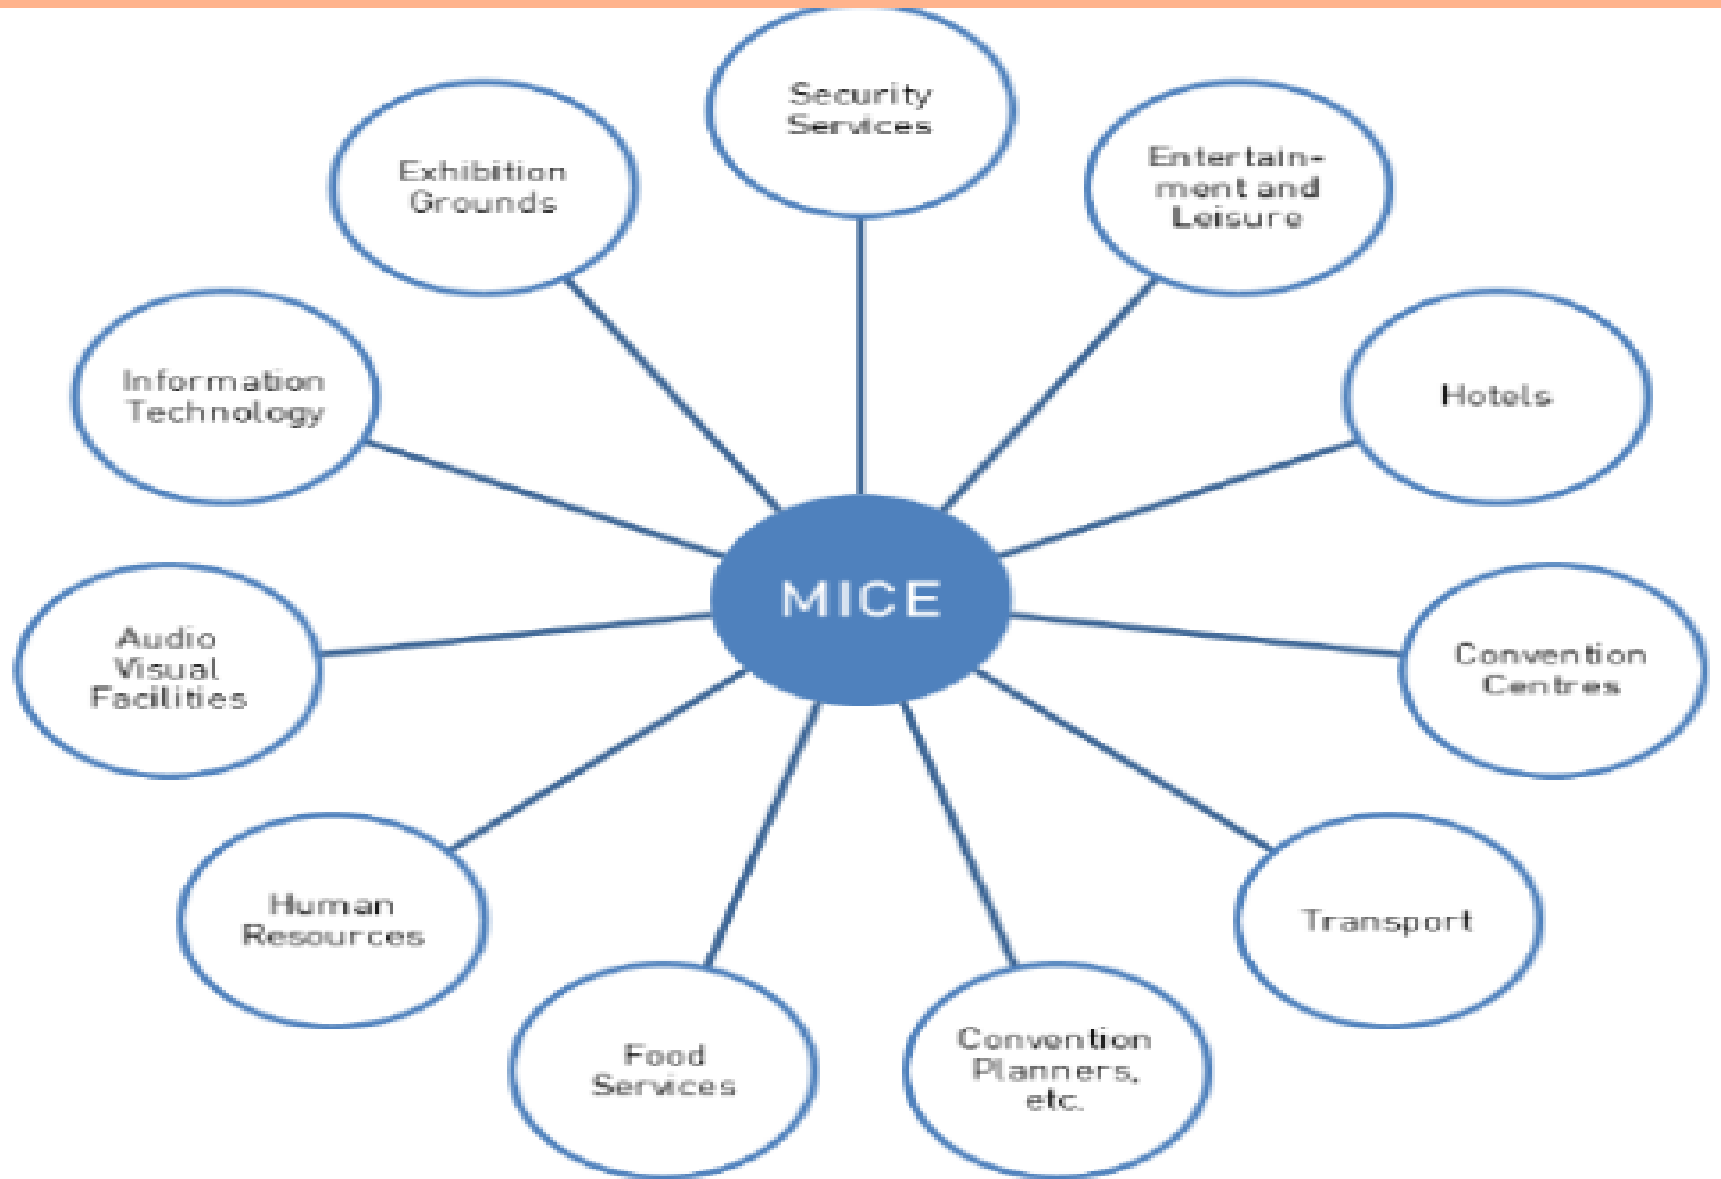 Security
Services
Entertain-
ment and
Leisure
Hotels
Convention
Centres
Transport
Convention
Planners,
etc.
Food
Services
Human
Resources
Audio
Visual
Facilities
Information
Technology
Exhibition
Grounds
MICE